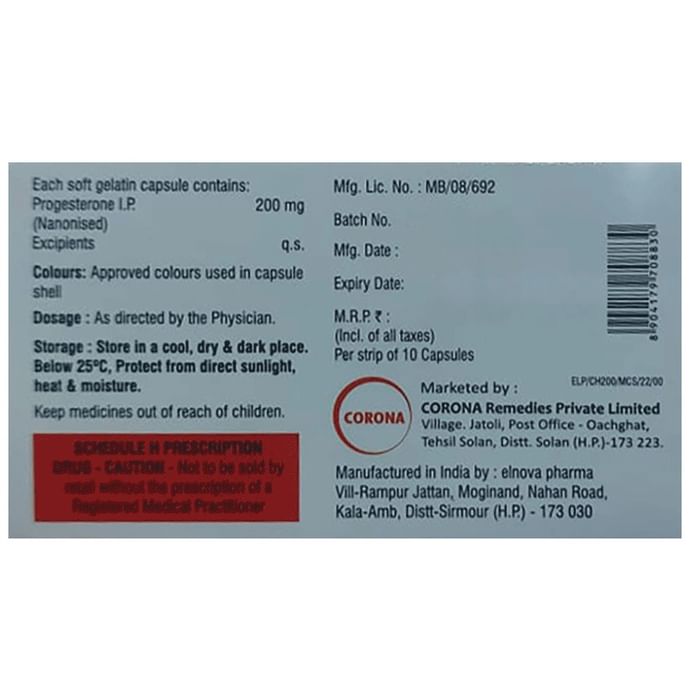 Each soft gelatin capsule contains:
Progesterone I.P. 200 mg
(Nanonised)
Excipients q.s.
Colours: Approved colours used in capsule
shell
Dosage : As directed by the Physician.
Storage : Store in a cool, dry & dark place.
Below 25ºC, Protect from direct sunlight,
heat & moisture.
Keep medicines out of reach of children.
SCHEDULE H PRESCRIPTION
DRUG - CAUTION - Not to be sold by
retail without the prescription of a
Registered Medical Practitioner
Mfg. Lic. No. : MB/08/692
Batch No.
Mfg. Date :
Expiry Date:
M.R.P. ₹ :
(Incl. of all taxes)
Per strip of 10 Capsules
8904179708830
ELP/CH200/MCS/22/00
CORONA
Marketed by :
CORONA Remedies Private Limited
Village. Jatoli, Post Office - Oachghat,
Tehsil Solan, Distt. Solan (H.P.)-173 223.
Manufactured in India by : elnova pharma
Vill-Rampur Jattan, Moginand, Nahan Road,
Kala-Amb, Distt-Sirmour (H.P.) - 173 030